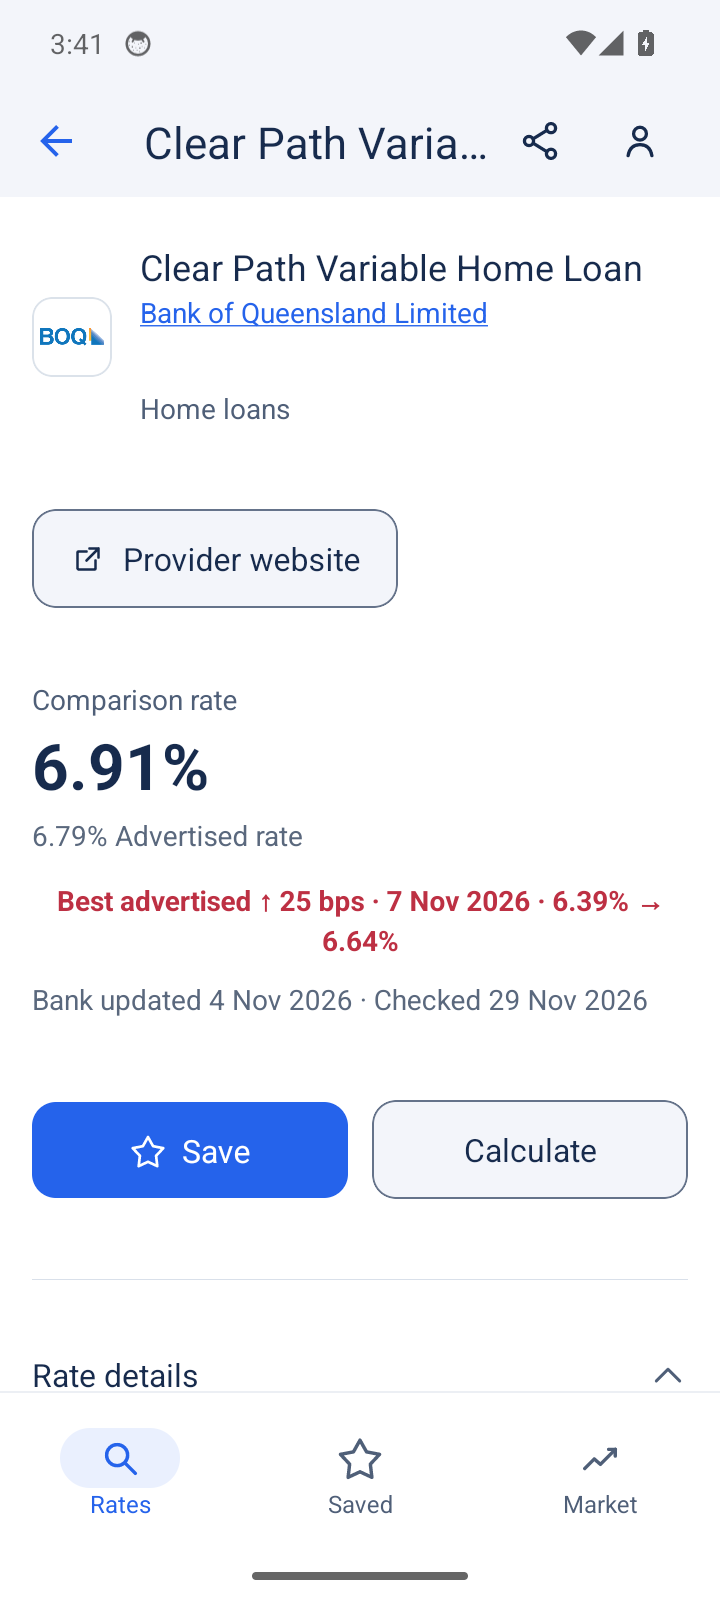 3:41
Clear Path Varia...
Clear Path Variable Home Loan
Bank of Queensland Limited
BOQ
Home loans
Provider website
Comparison rate
6.91%
6.79% Advertised rate
Best advertised ↑ 25 bps · 7 Nov 2026 · 6.39% →
6.64%
Bank updated 4 Nov 2026 · Checked 29 Nov 2026
Save
Calculate
Rate details
Rates
Saved
Market